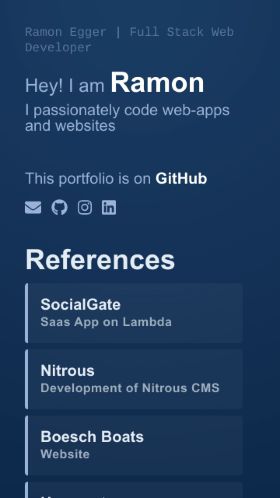 Ramon Egger | Full Stack Web
Developer
Hey! I am Ramon
I passionately code web-apps
and websites
This portfolio is on GitHub
References
SocialGate
Saas App on Lambda
Nitrous
Development of Nitrous CMS
Boesch Boats
Website